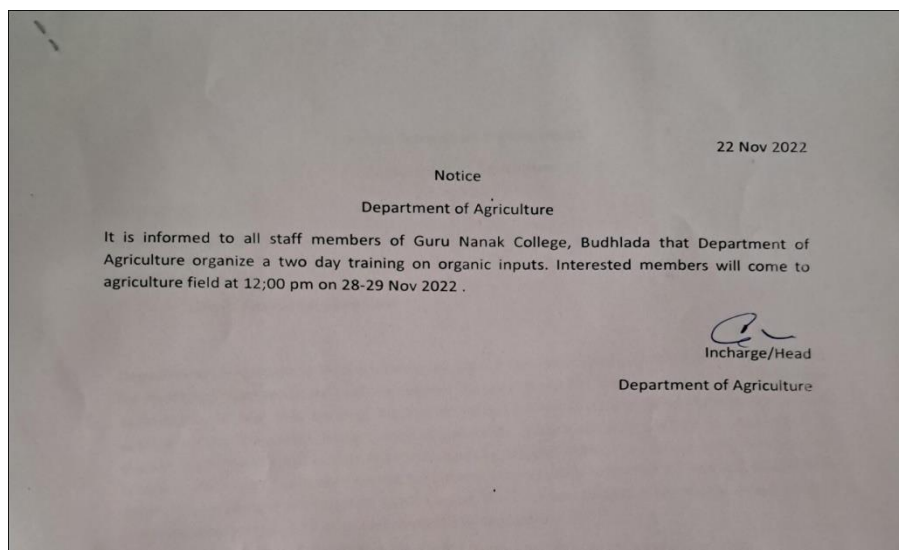 22 Nov 2022
Notice
Department of Agriculture
It is informed to all staff members of Guru Nanak College, Budhlada that Department of
Agriculture organize a two day training on organic inputs. Interested members will come to
agriculture field at 12;00 pm on 28-29 Nov 2022 .
Incharge/Head
Department of Agriculture